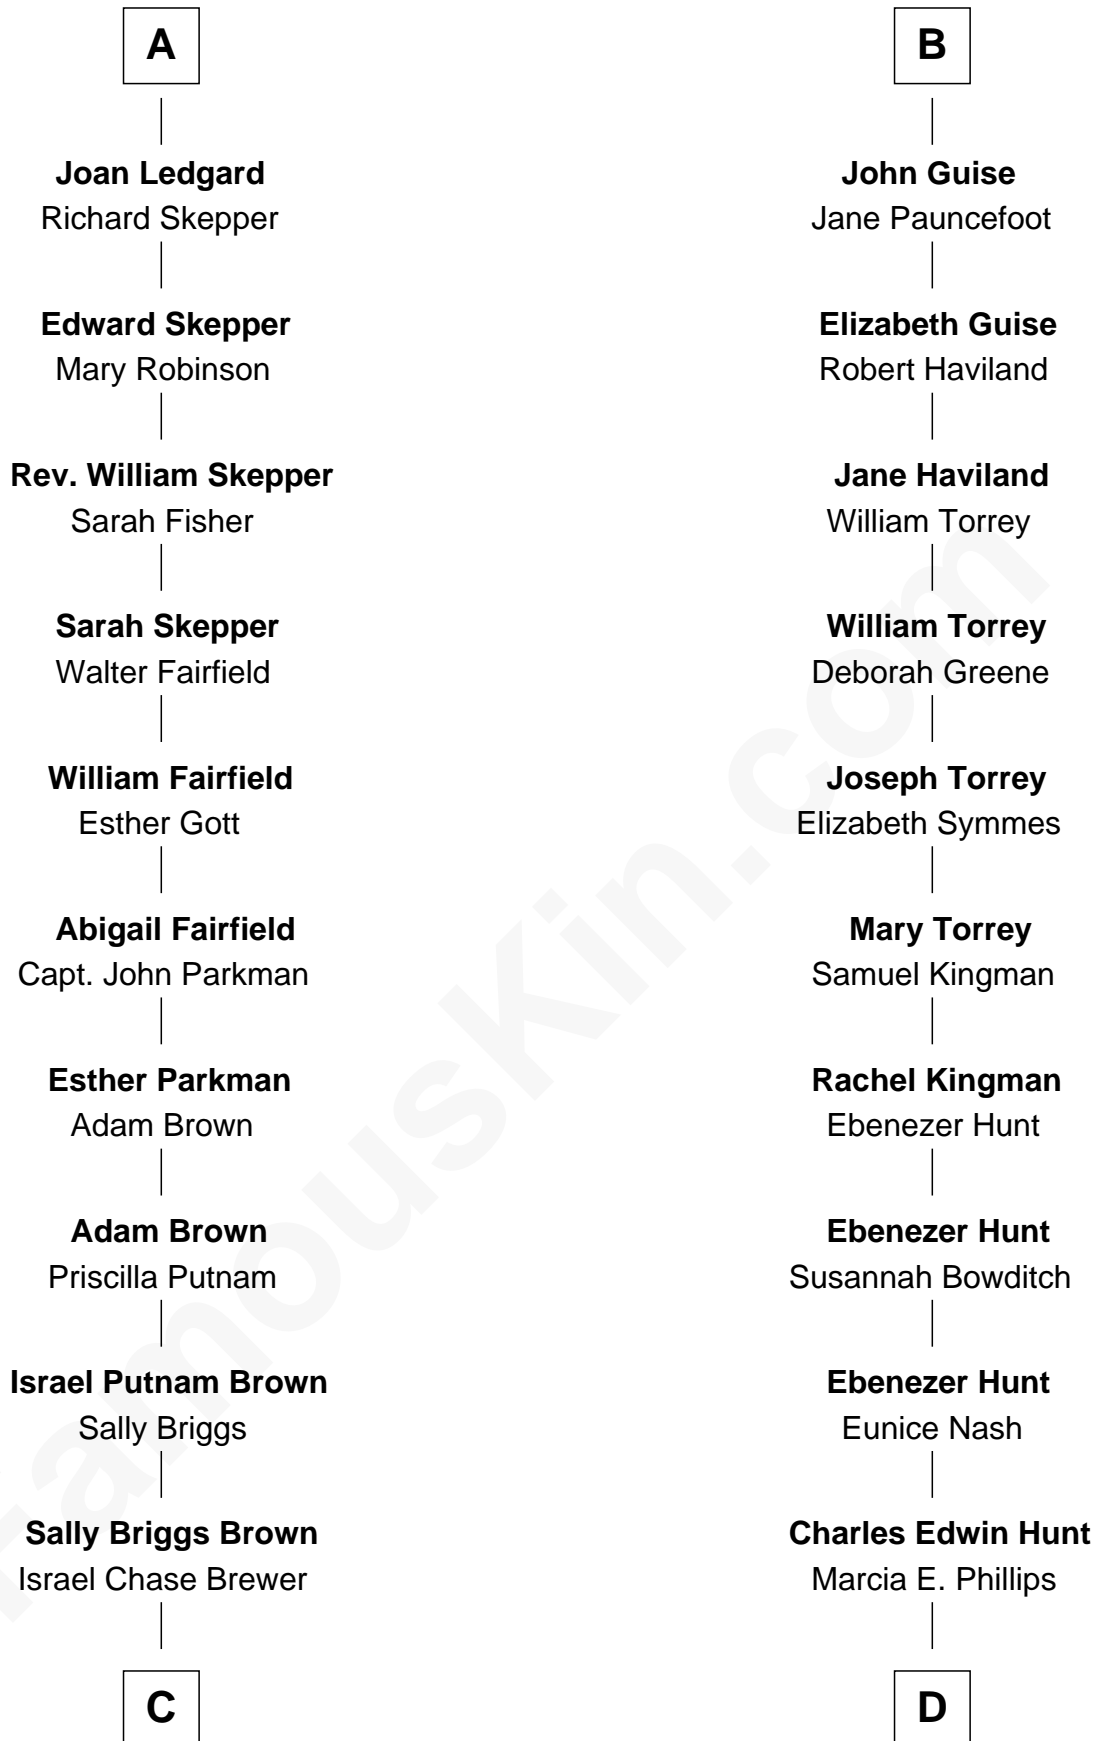 A
Joan Ledgard
Richard Skepper
Edward Skepper
Mary Robinson
Rev. William Skepper
Sarah Fisher
Sarah Skepper
Walter Fairfield
William Fairfield
Esther Gott
Abigail Fairfield
Capt. John Parkman
Esther Parkman
Adam Brown
Adam Brown
Priscilla Putnam
Israel Putnam Brown
Sally Briggs
Sally Briggs Brown
Israel Chase Brewer
C
B
John Guise
Jane Pauncefoot
Elizabeth Guise
Robert Haviland
Jane Haviland
William Torrey
William Torrey
Deborah Greene
Joseph Torrey
Elizabeth Symmes
Mary Torrey
Samuel Kingman
Rachel Kingman
Ebenezer Hunt
Ebenezer Hunt
Susannah Bowditch
Ebenezer Hunt
Eunice Nash
Charles Edwin Hunt
Marcia E. Phillips
D
FamousKin.com